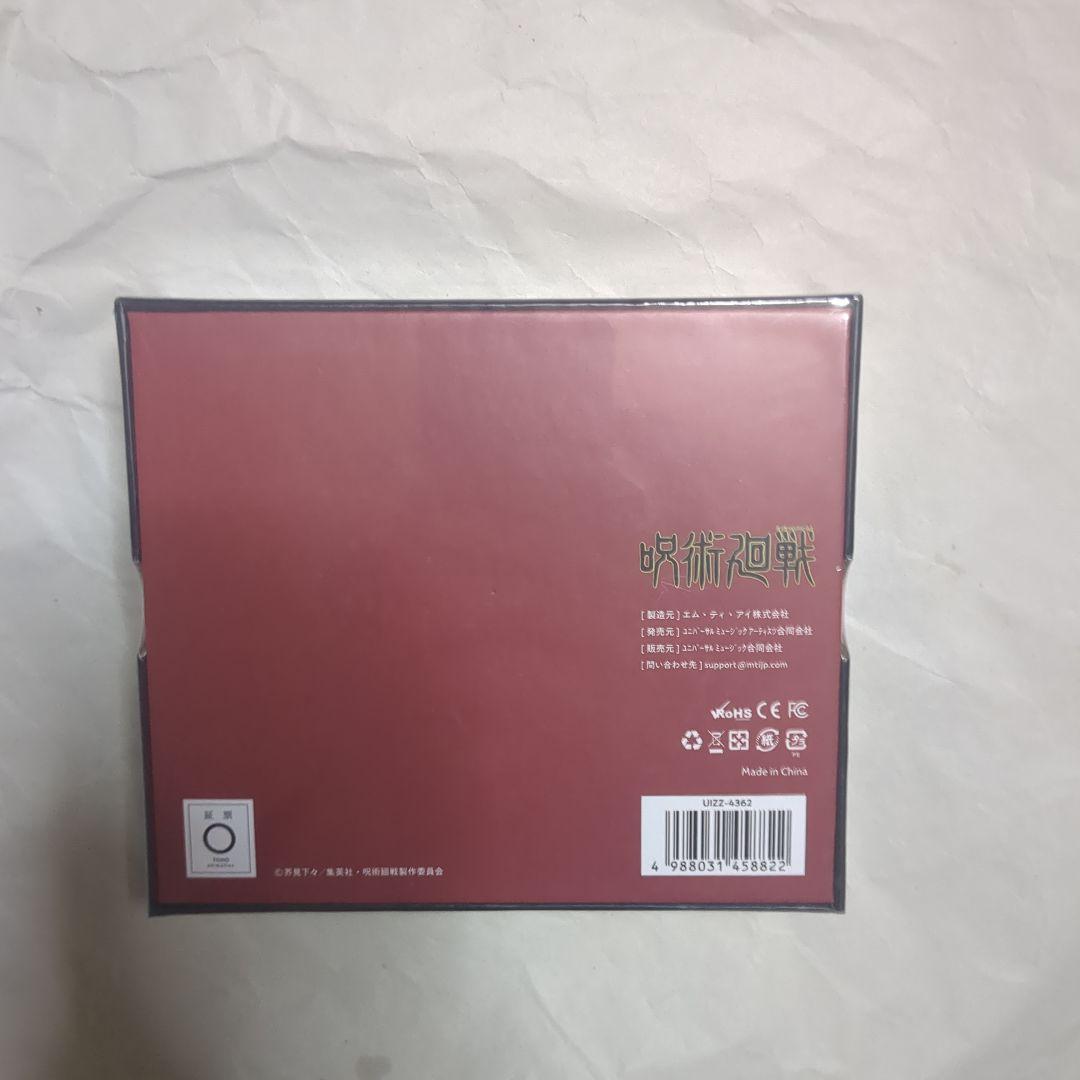 呪術廻戦
[ 製造元 ] エム・ティ・アイ株式会社
[ 発売元 ] ﾕﾆﾊﾞｰｻﾙ ﾐｭｰｼﾞｯｸ ｱｰﾃｨｽﾂ合同会社
[ 販売元 ] ﾕﾆﾊﾞｰｻﾙ ﾐｭｰｼﾞｯｸ合同会社
[ 問い合わせ先 ] support@mtijp.com
RoHS CE FC
紙 プラ
PE
Made in China
UIZZ-4362
4 988031 458822
証票
TOHO
animation
©芥見下々／集英社・呪術廻戦製作委員会